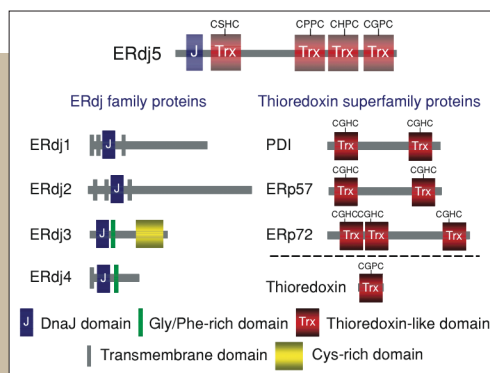 CSHC CPPC CHPC CGPC
ERdj5 J Trx Trx Trx Trx
ERdj family proteins
Thioredoxin superfamily proteins
ERdj1 J
ERdj2 J
ERdj3 J
ERdj4 J
CGHC CGHC
PDI Trx Trx
CGHC CGHC
ERp57 Trx Trx
CGHCCGHC CGHC
ERp72 Trx Trx Trx
CGPC
Thioredoxin Trx
J DnaJ domain Gly/Phe-rich domain Trx Thioredoxin-like domain
Transmembrane domain Cys-rich domain